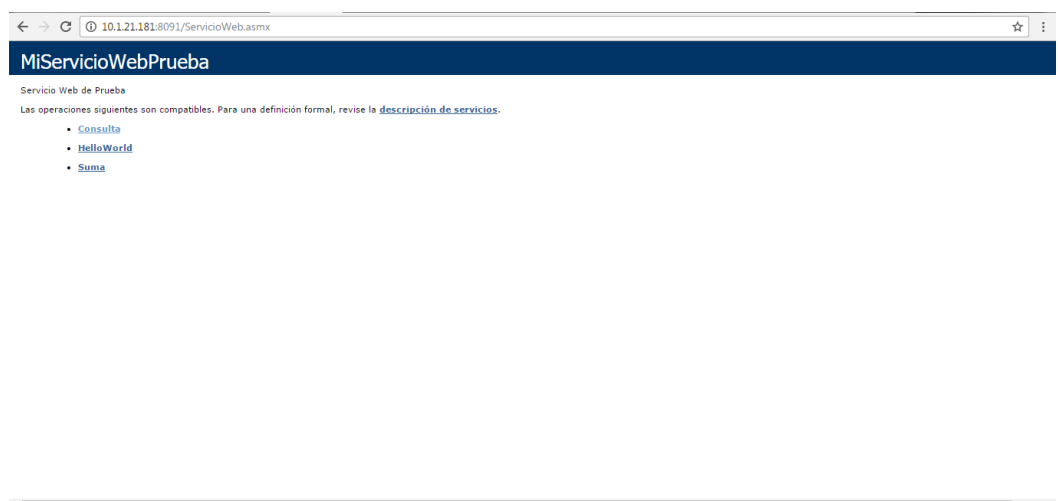 10.1.21.181:8091/ServicioWeb.asmx
MiServicioWebPrueba
Servicio Web de Prueba
Las operaciones siguientes son compatibles. Para una definición formal, revise la descripción de servicios.
Consulta
HelloWorld
Suma